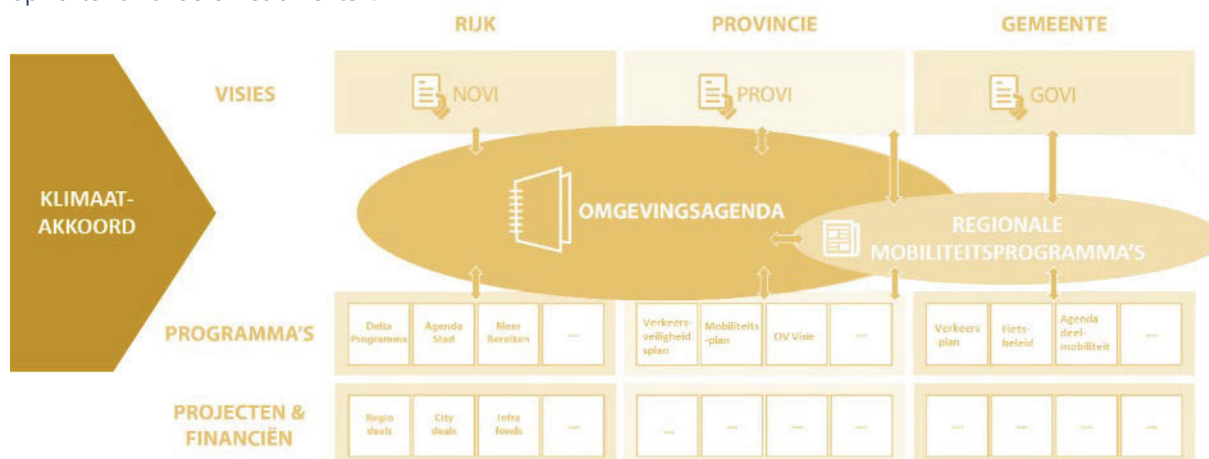 RIJK
PROVINCIE
GEMEENTE
VISIES
NOVI
PROVI
GOVI
KLIMAAT-
AKKOORD
OMGEVINGSAGENDA
REGIONALE
MOBILITEITSPROGRAMMA'S
PROGRAMMA'S
Delta
Programma
Agenda
Stad
Meer
Bereiken
....
Verkeers-
veiligheid
splan
Mobiliteits
-plan
OV Visie
....
Verkeers
-plan
Fiets-
beleid
Agenda
deel-
mobiliteit
....
PROJECTEN &
FINANCIËN
Regio
deals
City
deals
Infra
fonds
....
....
....
....
....
....
....
....
....